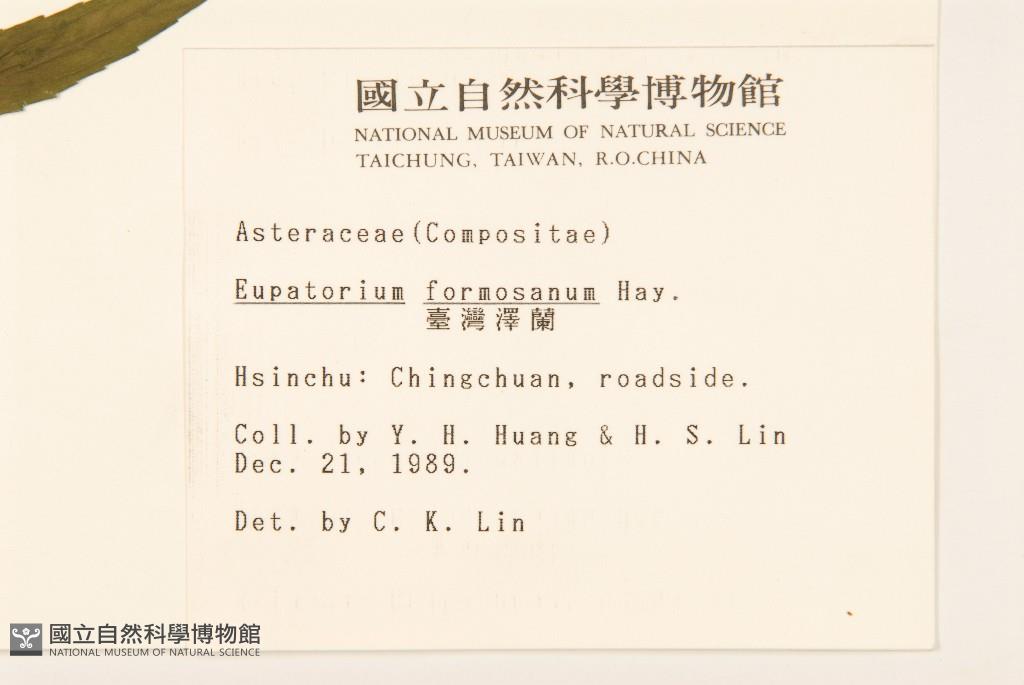 國立自然科學博物館
NATIONAL MUSEUM OF NATURAL SCIENCE
TAICHUNG, TAIWAN, R.O.CHINA
Asteraceae(Compositae)
Eupatorium formosanum Hay.
臺灣澤蘭
Hsinchu: Chingchuan, roadside.
Coll. by Y. H. Huang & H. S. Lin
Dec. 21, 1989.
Det. by C. K. Lin
國立自然科學博物館
NATIONAL MUSEUM OF NATURAL SCIENCE